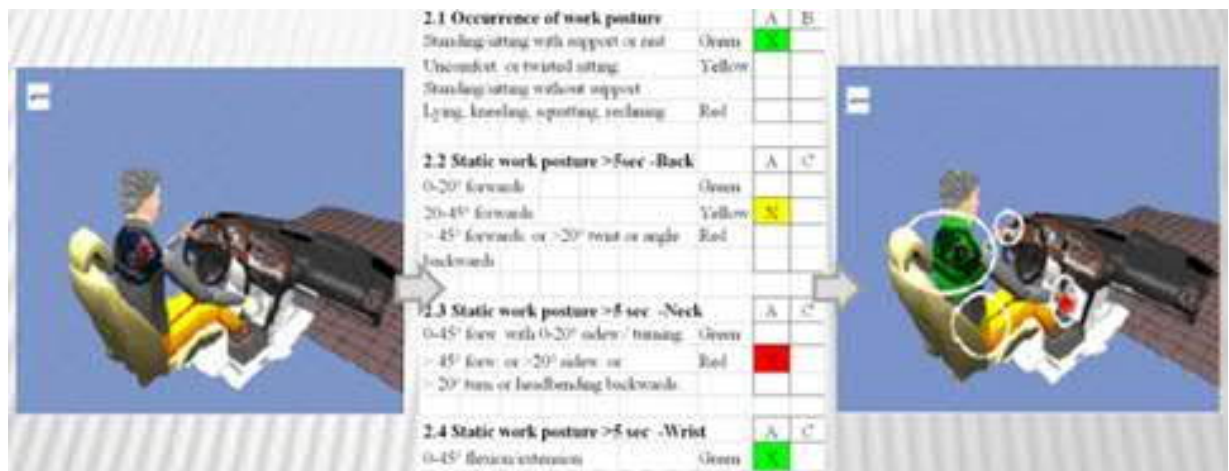 2.1 Occurrence of work posture A B
Standing/sitting with support or rest Green X
Uncomfort. or twisted sitting Yellow
Standing/sitting without support
Lying, kneeling, squatting, reclining Red
2.2 Static work posture >5sec -Back A C
0-20° forwards Green
20-45° forwards Yellow X
> 45° forwards or >20° twist or angle Red
backwards
2.3 Static work posture >5 sec -Neck A C
0-45° forw with 0-20° sidew / turning Green
> 45° forw or >20° sidew or Red
> 20° turn or headbending backwards
2.4 Static work posture >5 sec -Wrist A C
0-45° flexion/extension Green X